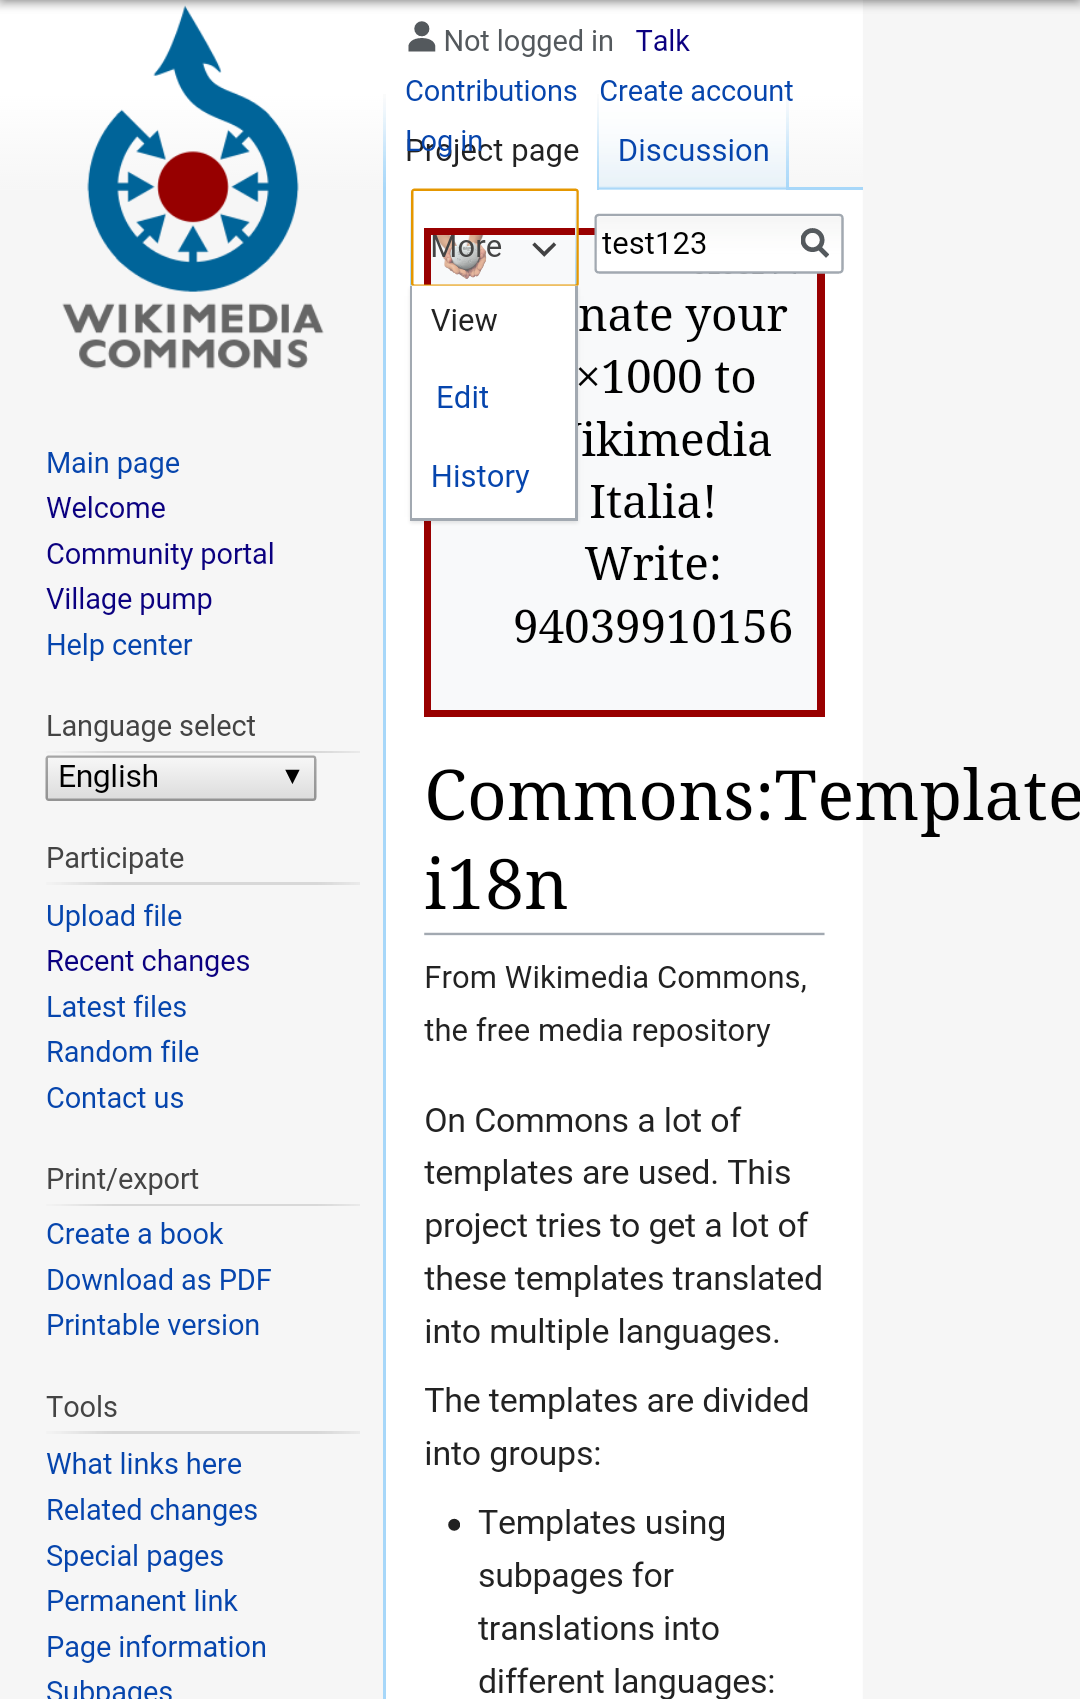 WIKIMEDIA
COMMONS
Main page
Welcome
Community portal
Village pump
Help center
Language select
English
Participate
Upload file
Recent changes
Latest files
Random file
Contact us
Print/export
Create a book
Download as PDF
Printable version
Tools
What links here
Related changes
Special pages
Permanent link
Page information
Subpages
Not logged in Talk
Contributions Create account
Log in
Project page Discussion
More
test123
View
Edit
History
nate your
×1000 to
ikimedia
Italia!
Write:
94039910156
Commons:Template
i18n
From Wikimedia Commons,
the free media repository
On Commons a lot of
templates are used. This
project tries to get a lot of
these templates translated
into multiple languages.
The templates are divided
into groups:
• Templates using
subpages for
translations into
different languages: